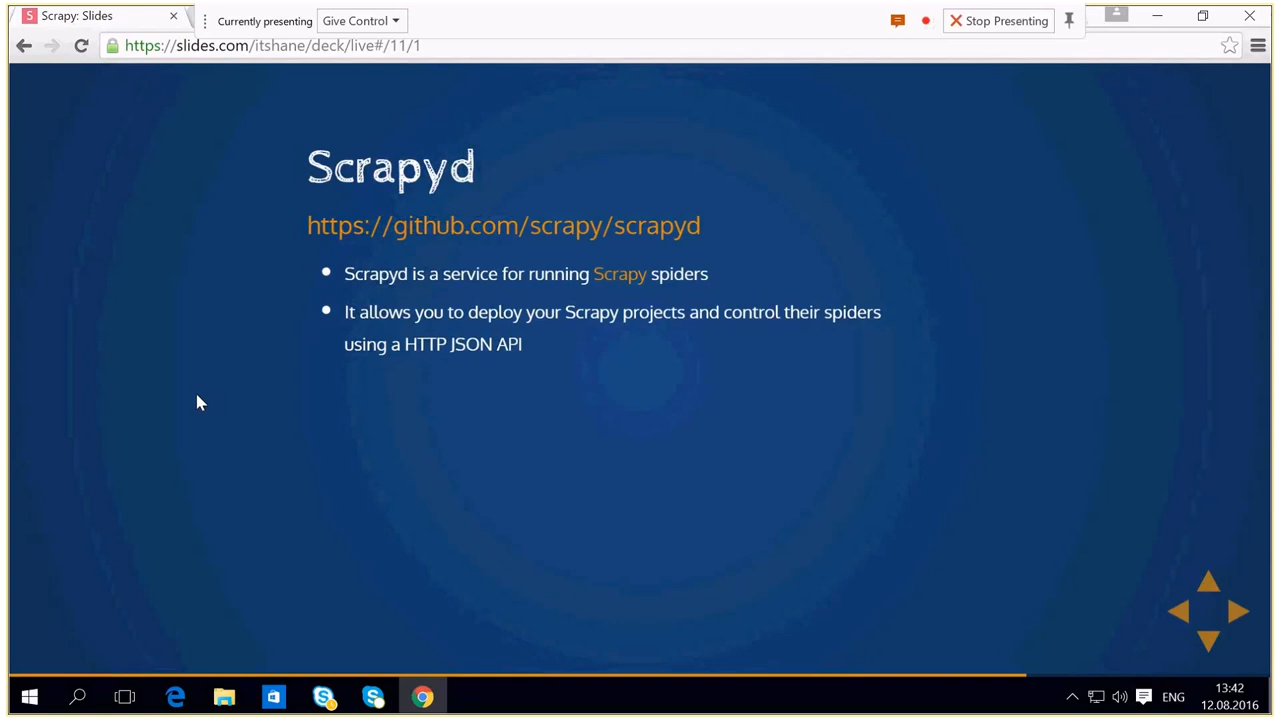 S Scrapy: Slides
Currently presenting Give Control
Stop Presenting
https://slides.com/itshane/deck/live#/11/1
Scrapyd
https://github.com/scrapy/scrapyd
Scrapyd is a service for running Scrapy spiders
It allows you to deploy your Scrapy projects and control their spiders
using a HTTP JSON API
ENG
13:42
12.08.2016